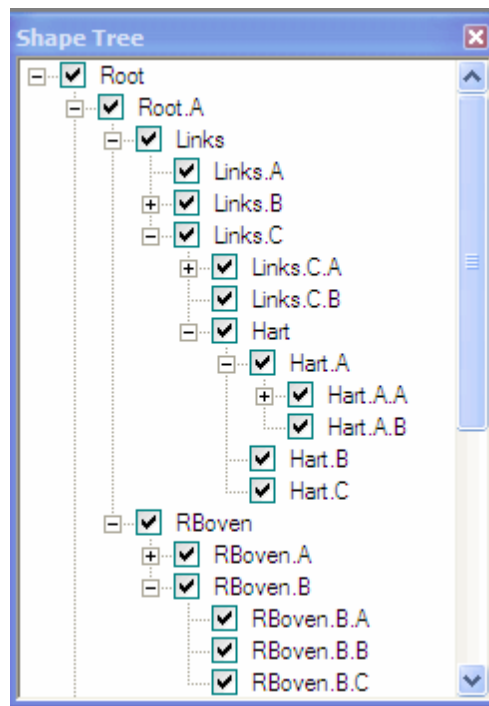 Shape Tree
Root
Root.A
Links
Links.A
Links.B
Links.C
Links.C.A
Links.C.B
Hart
Hart.A
Hart.A.A
Hart.A.B
Hart.B
Hart.C
RBoven
RBoven.A
RBoven.B
RBoven.B.A
RBoven.B.B
RBoven.B.C